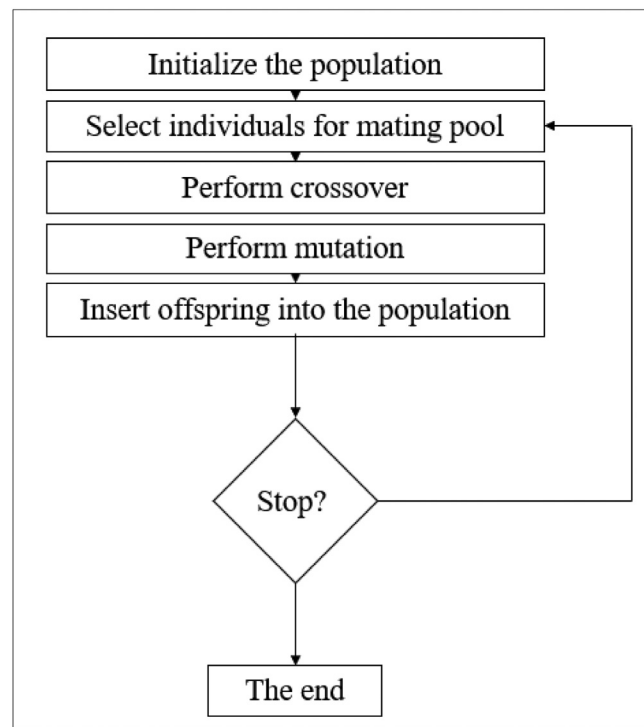 Initialize the population
Select individuals for mating pool
Perform crossover
Perform mutation
Insert offspring into the population
Stop?
The end